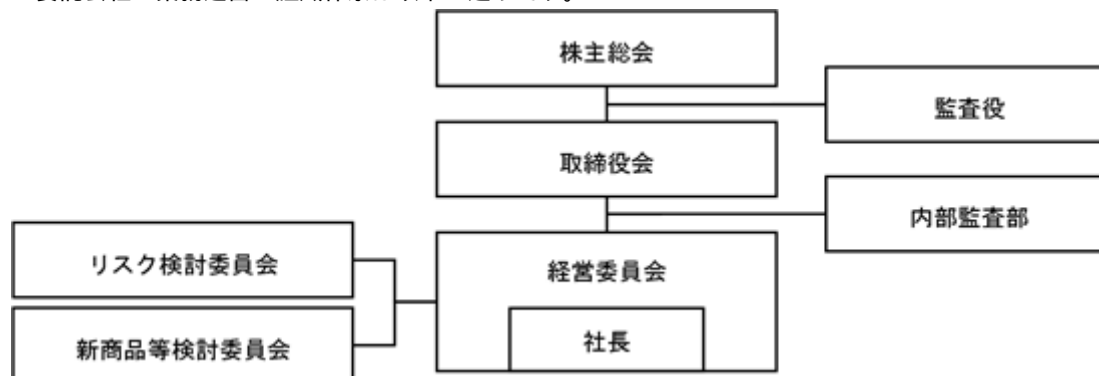 株主総会
監査役
取締役会
内部監査部
経営委員会
社長
リスク検討委員会
新商品等検討委員会